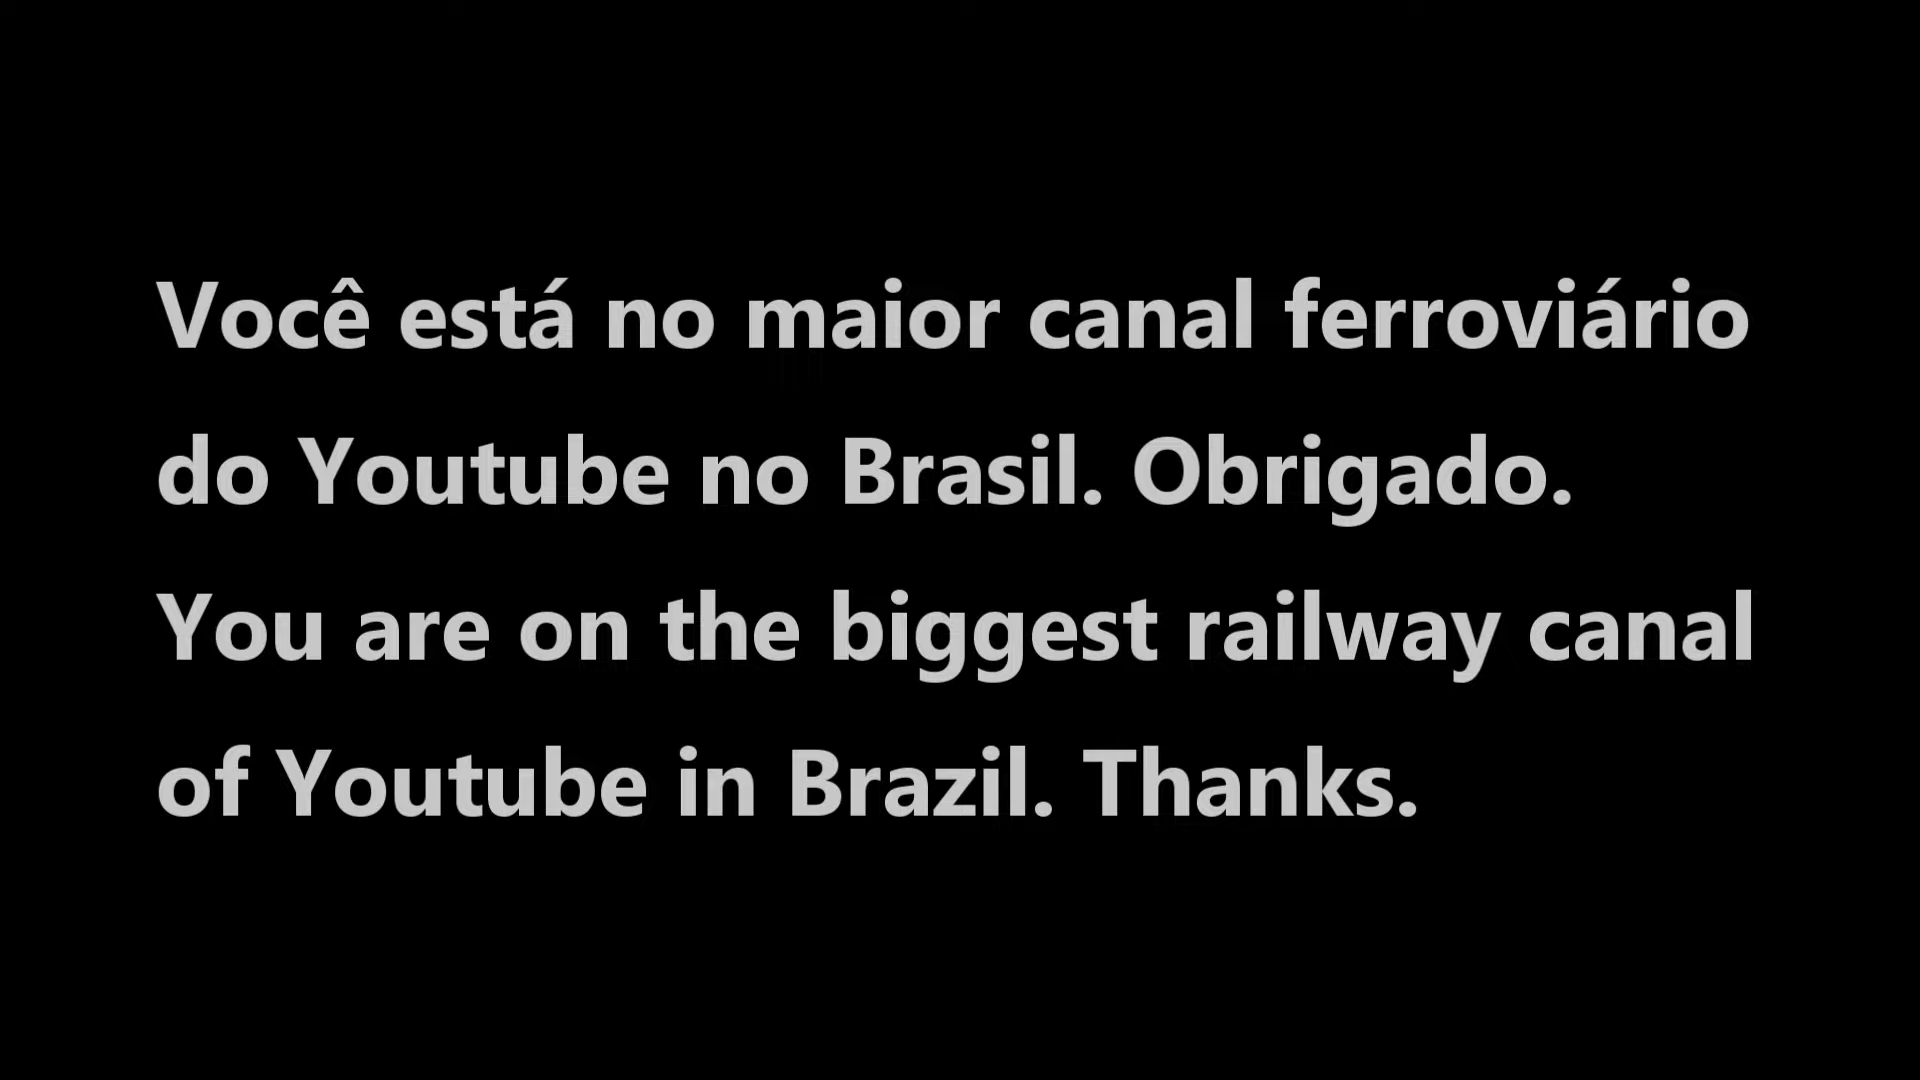 Você está no maior canal ferroviário
do Youtube no Brasil. Obrigado.
You are on the biggest railway canal
of Youtube in Brazil. Thanks.